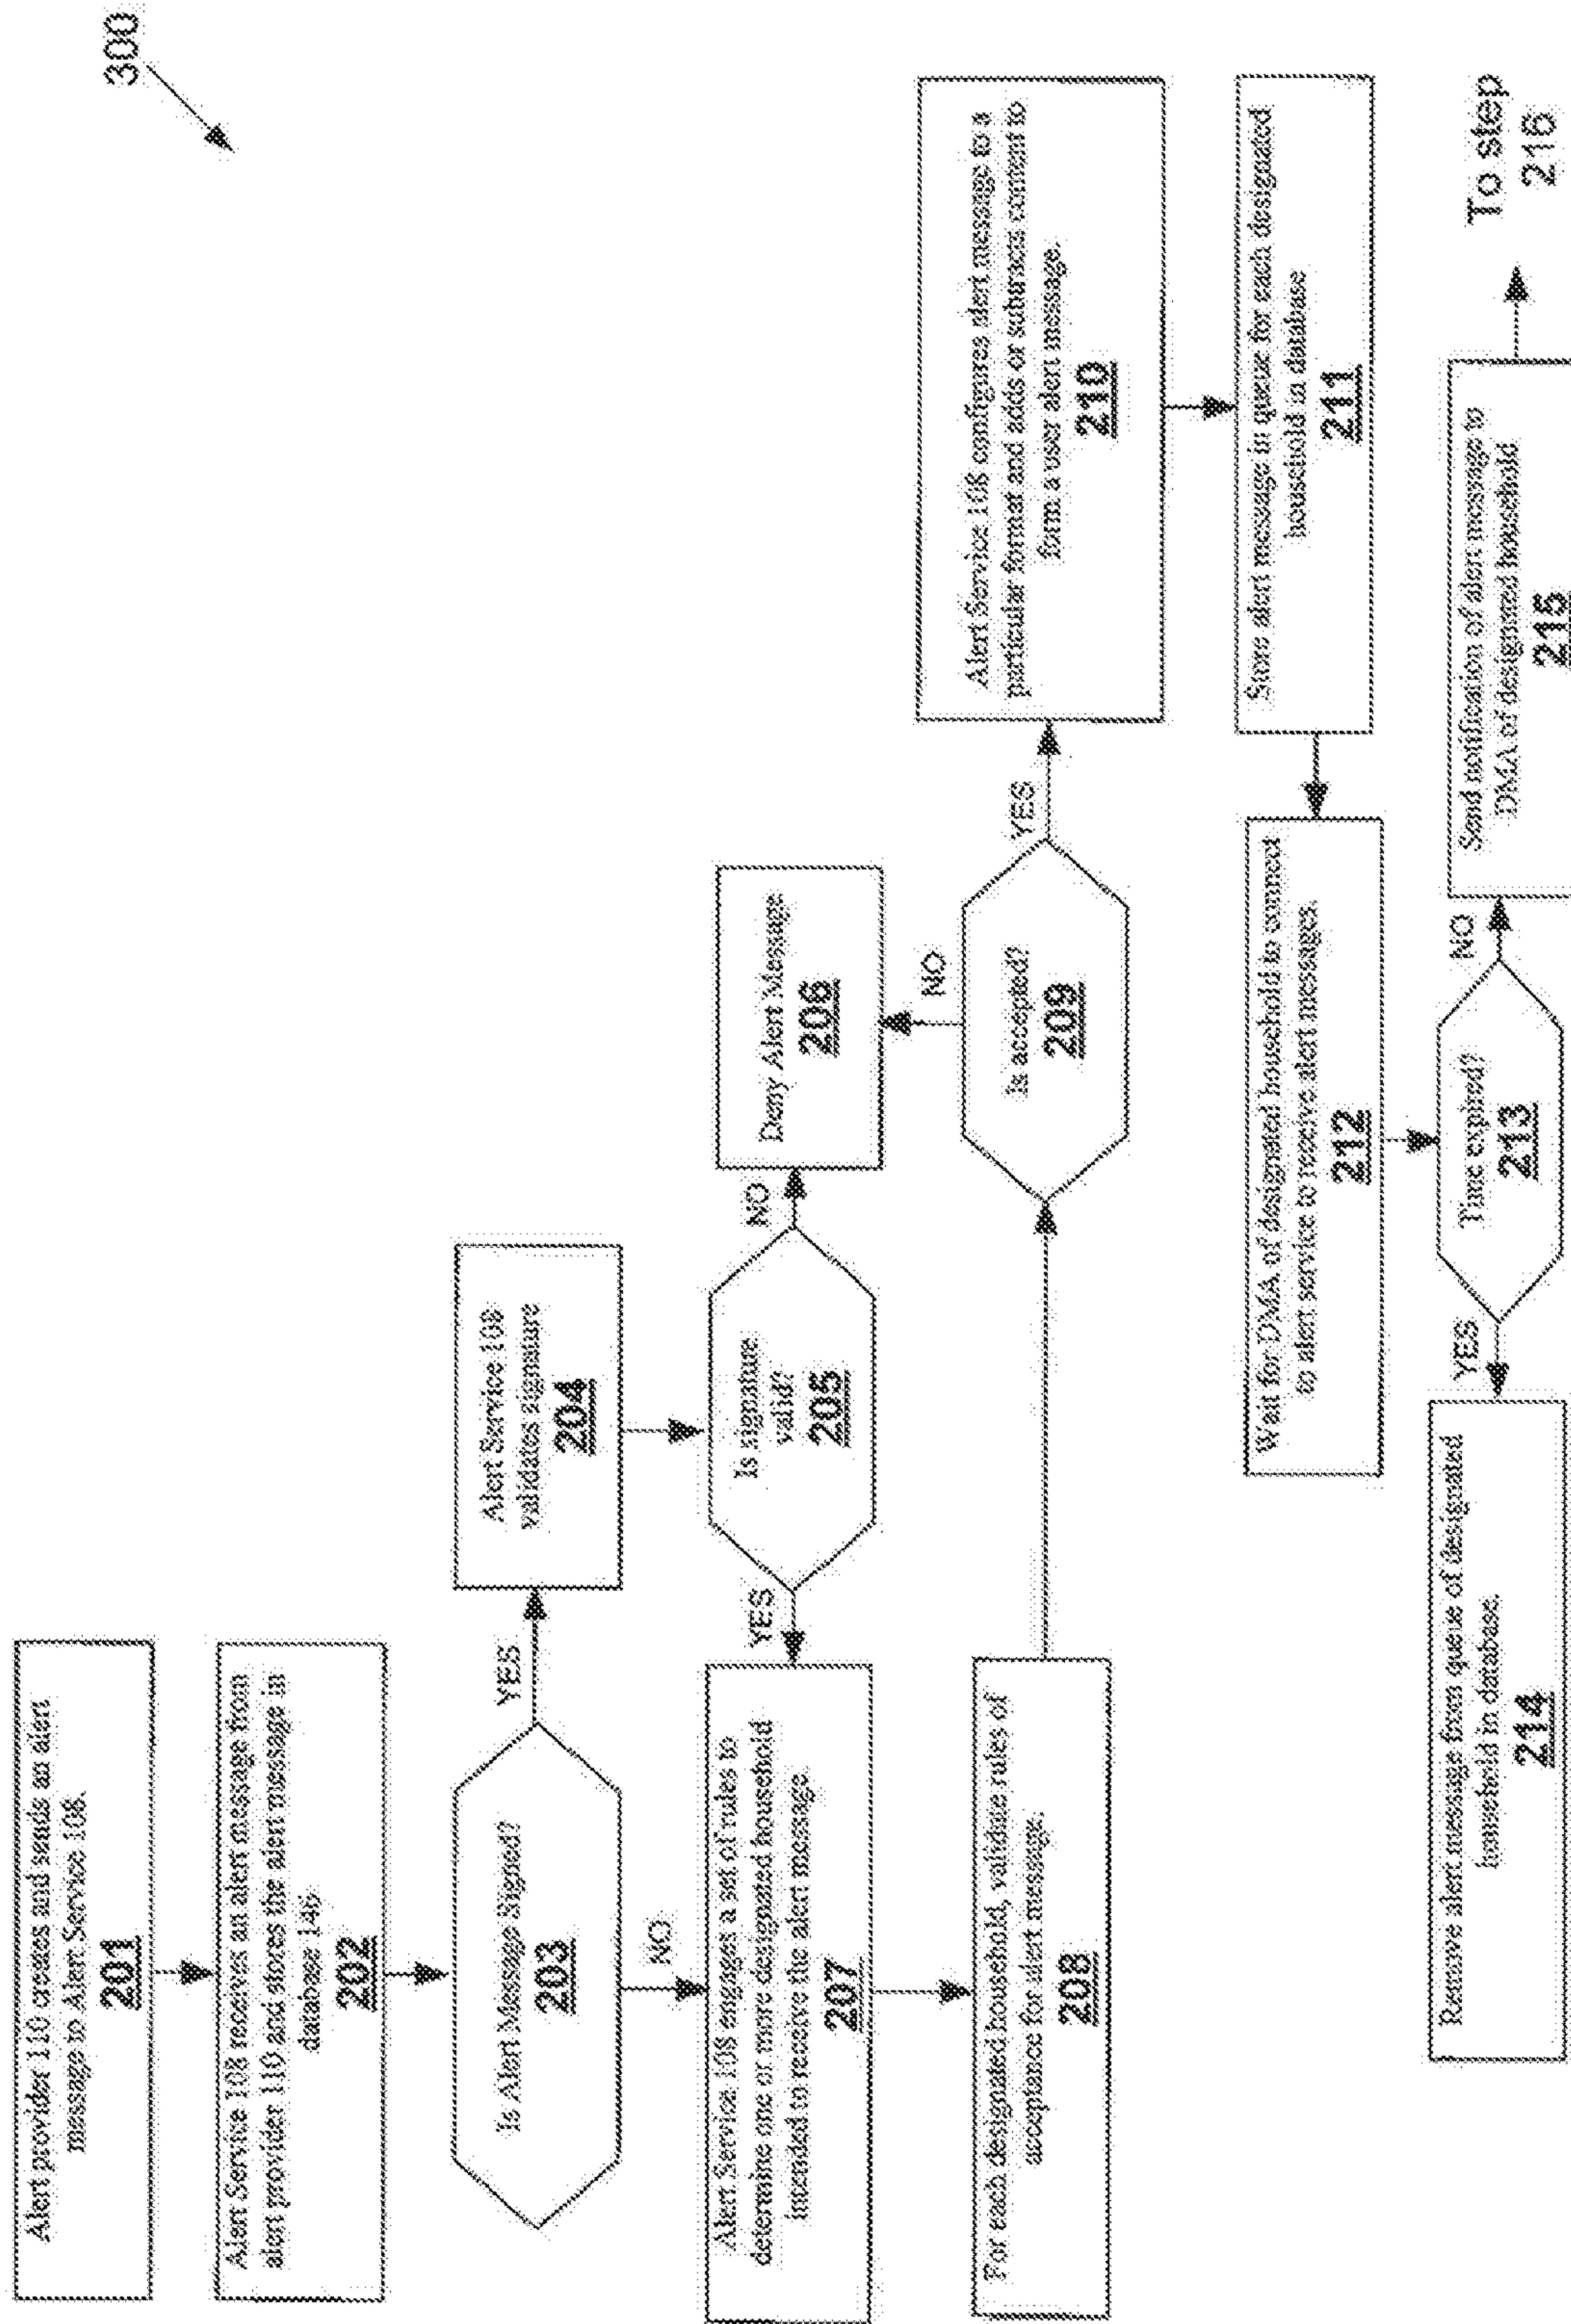 300
Alert provider 110 creates and sends an alert
message to Alert Service 108.
201
Alert Service 108 receives an alert message from
alert provider 110 and stores the alert message in
database 146
202
Is Alert Message Signed?
203
YES
NO
Alert Service 108
validates signature
204
Is signature
valid?
205
YES
NO
Deny Alert Message
206
Alert Service 108 engages a set of rules to
determine one or more designated household
intended to receive the alert message.
207
For each designated household, validate rules of
acceptance for alert message.
208
Is accepted?
209
NO
YES
Alert Service 108 configures alert message to a
particular format and adds or subtracts content to
form a user alert message.
210
Store alert message in queue for each designated
household in database
211
Wait for DMA of designated household to connect
to alert service to receive alert messages.
212
Time expired?
213
YES
NO
Remove alert message from queue of designated
household in database.
214
Send notification of alert message to
DMA of designated household
215
To step
216